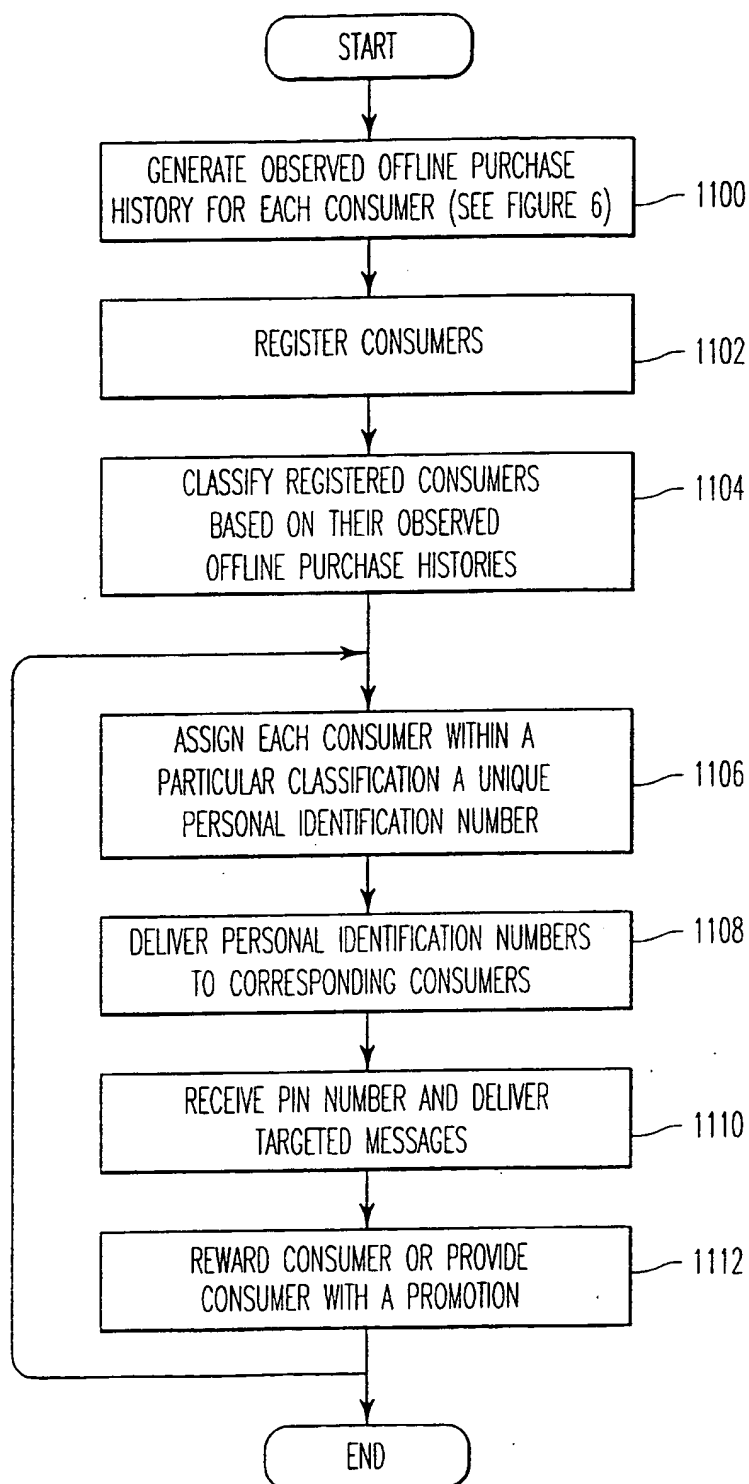 START
GENERATE OBSERVED OFFLINE PURCHASE
HISTORY FOR EACH CONSUMER (SEE FIGURE 6)
1100
REGISTER CONSUMERS
1102
CLASSIFY REGISTERED CONSUMERS
BASED ON THEIR OBSERVED
OFFLINE PURCHASE HISTORIES
1104
ASSIGN EACH CONSUMER WITHIN A
PARTICULAR CLASSIFICATION A UNIQUE
PERSONAL IDENTIFICATION NUMBER
1106
DELIVER PERSONAL IDENTIFICATION NUMBERS
TO CORRESPONDING CONSUMERS
1108
RECEIVE PIN NUMBER AND DELIVER
TARGETED MESSAGES
1110
REWARD CONSUMER OR PROVIDE
CONSUMER WITH A PROMOTION
1112
END